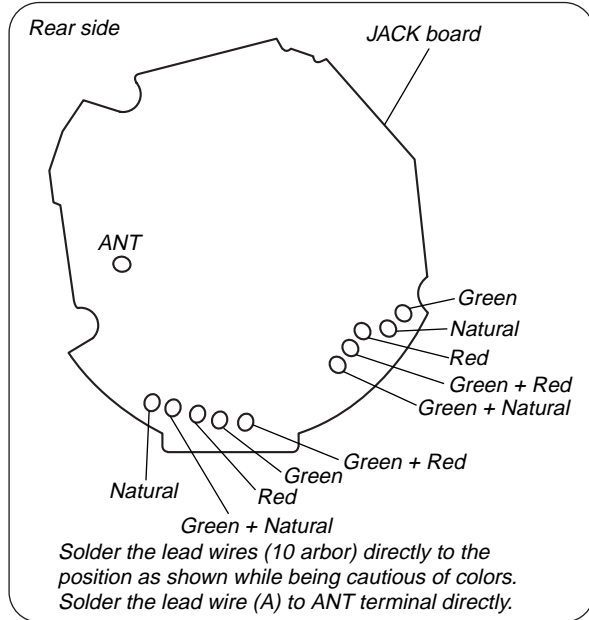 Rear side
JACK board
ANT
Green
Natural
Red
Green + Red
Green + Natural
Green + Red
Green
Natural
Red
Green + Natural
Solder the lead wires (10 arbor) directly to the
position as shown while being cautious of colors.
Solder the lead wire (A) to ANT terminal directly.